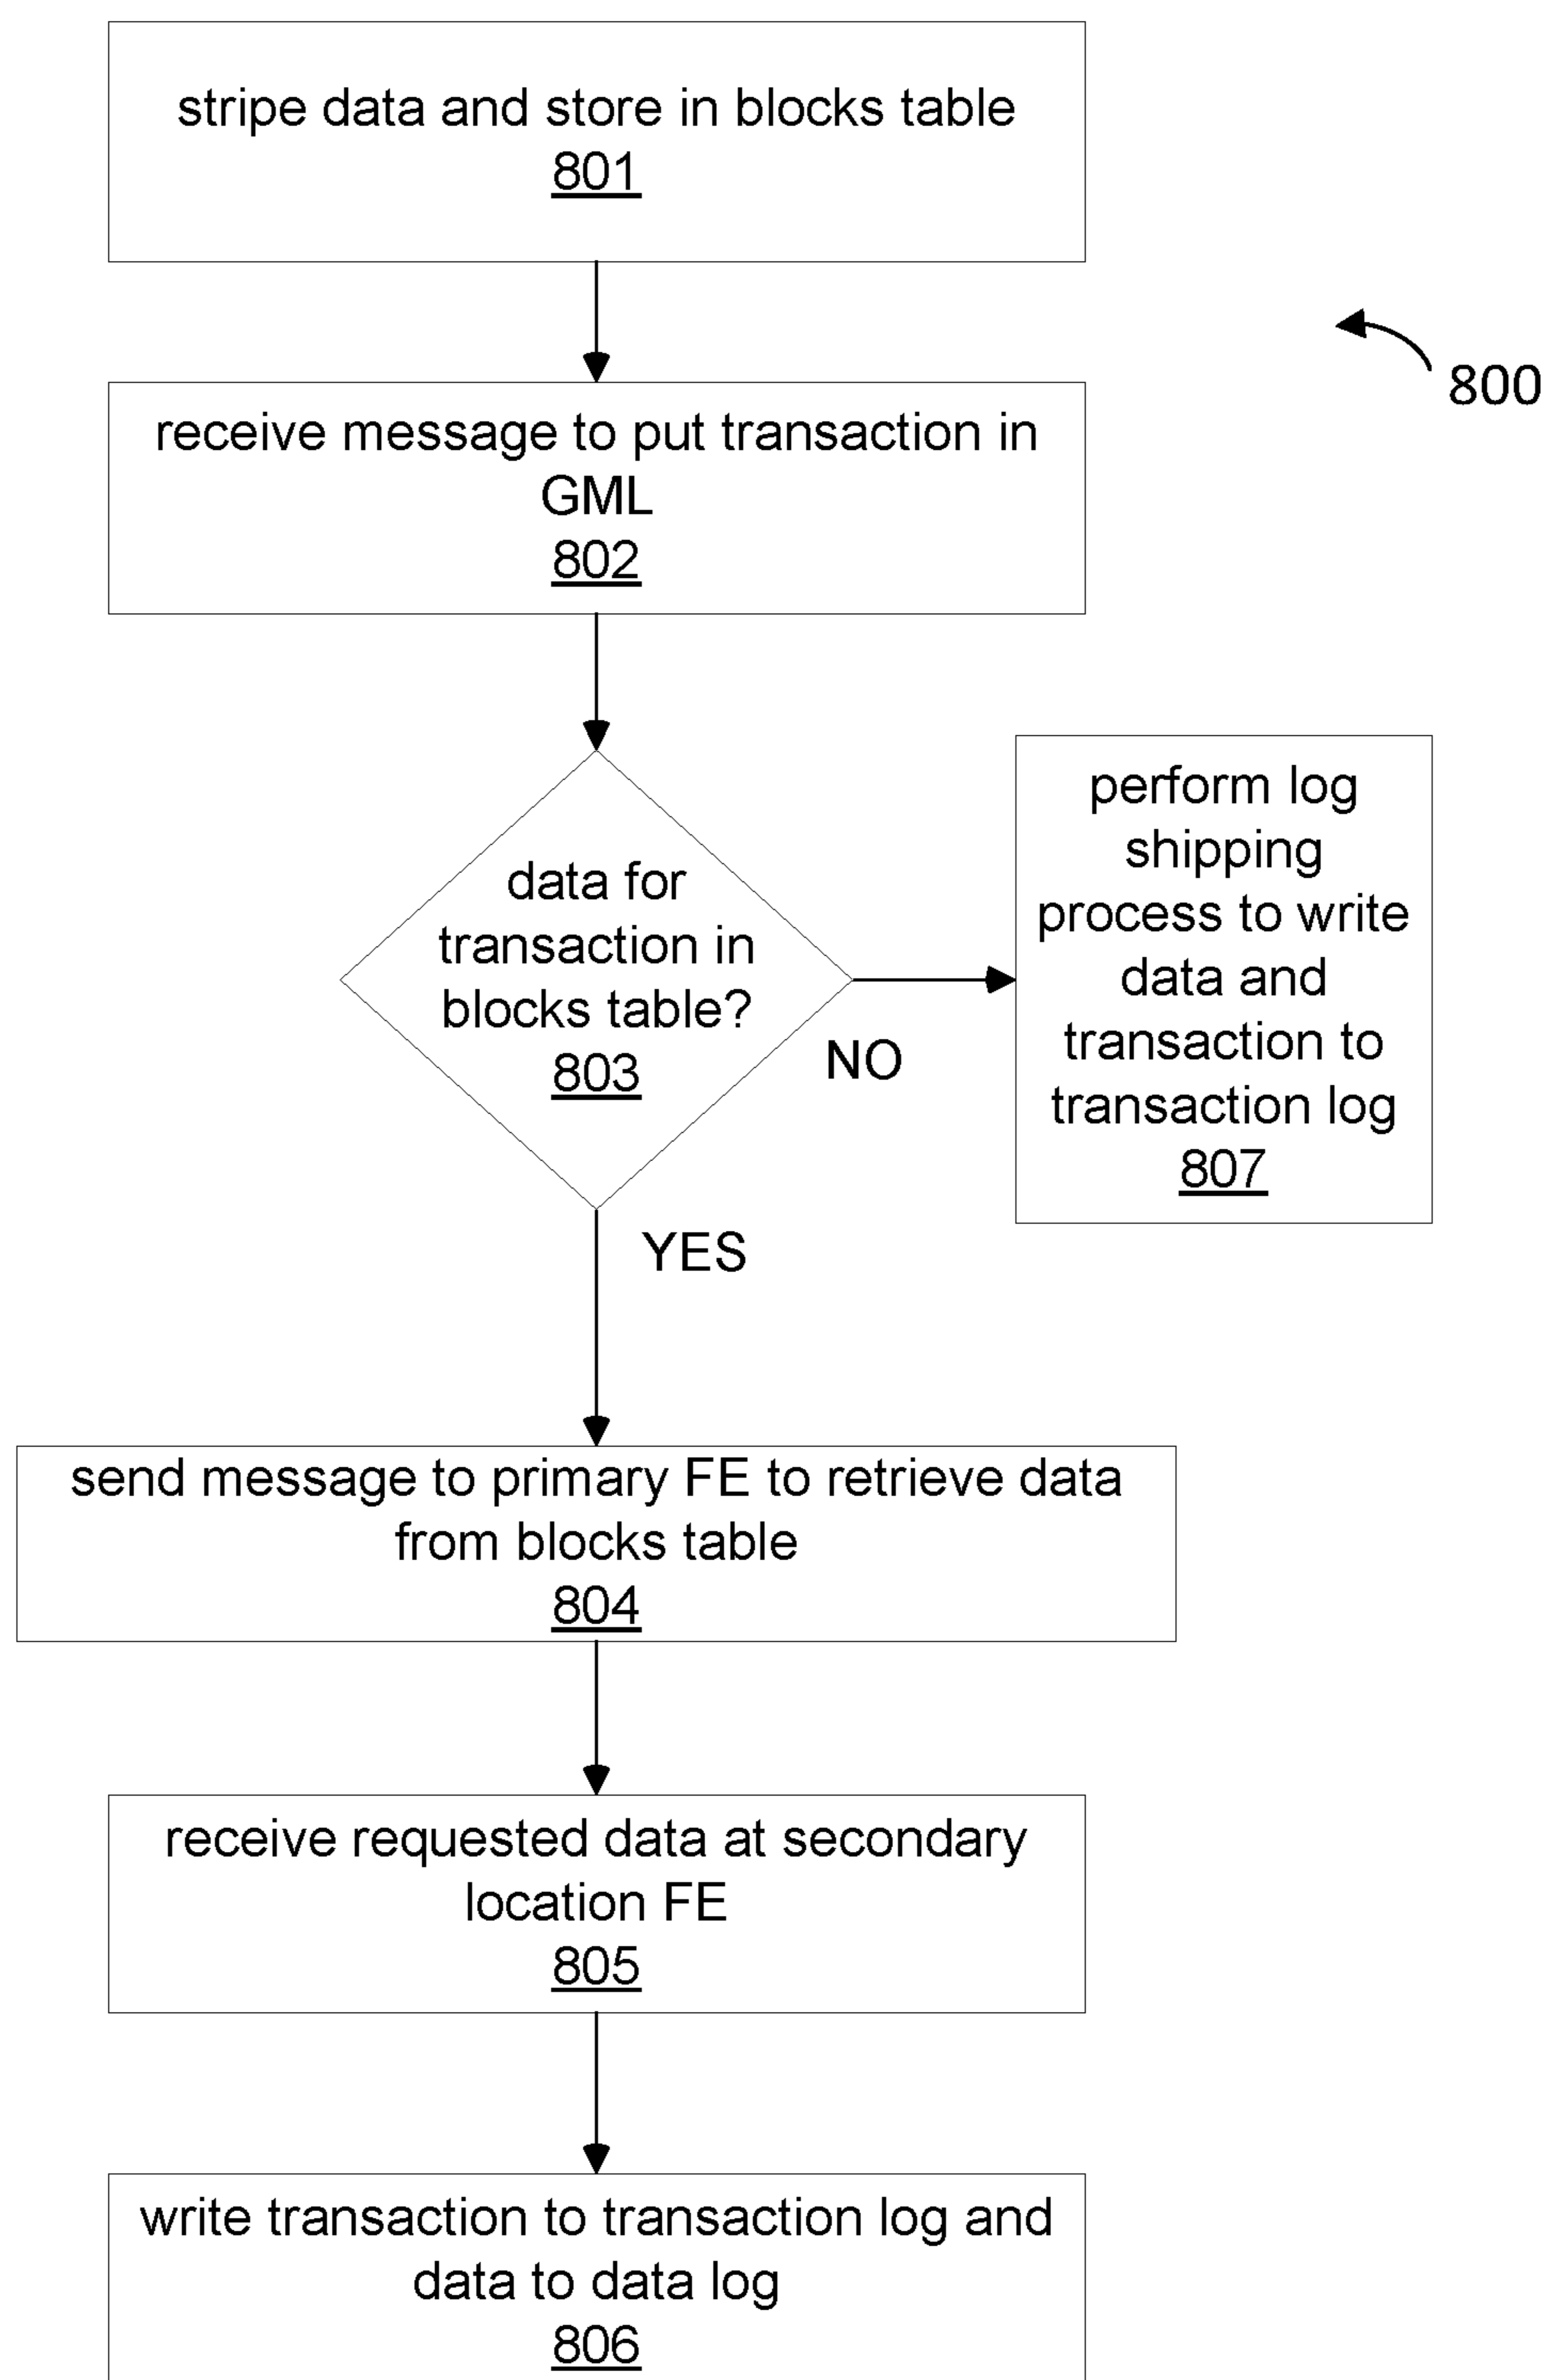 stripe data and store in blocks table
801
800
receive message to put transaction in
GML
802
data for
transaction in
blocks table?
803
NO
YES
perform log
shipping
process to write
data and
transaction to
transaction log
807
send message to primary FE to retrieve data
from blocks table
804
receive requested data at secondary
location FE
805
write transaction to transaction log and
data to data log
806